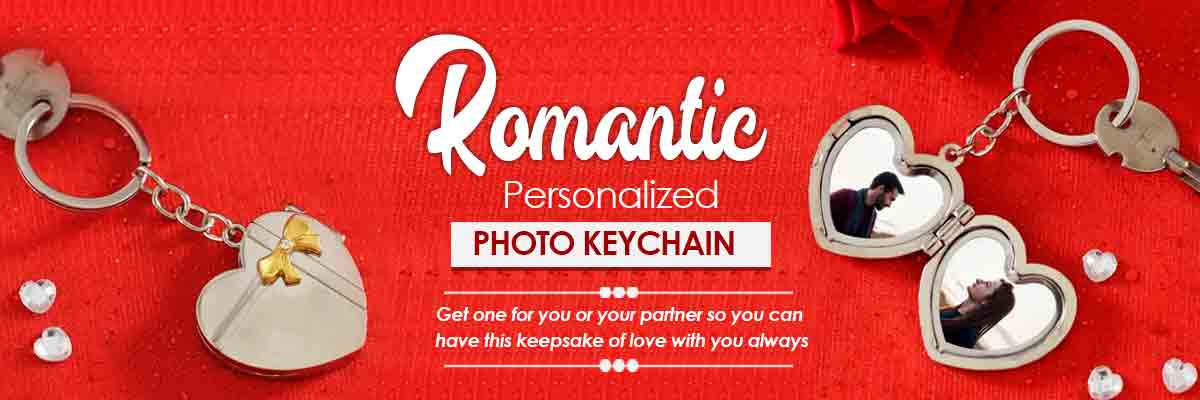 Romantic
Personalized
PHOTO KEYCHAIN
Get one for you or your partner so you can
have this keepsake of love with you always